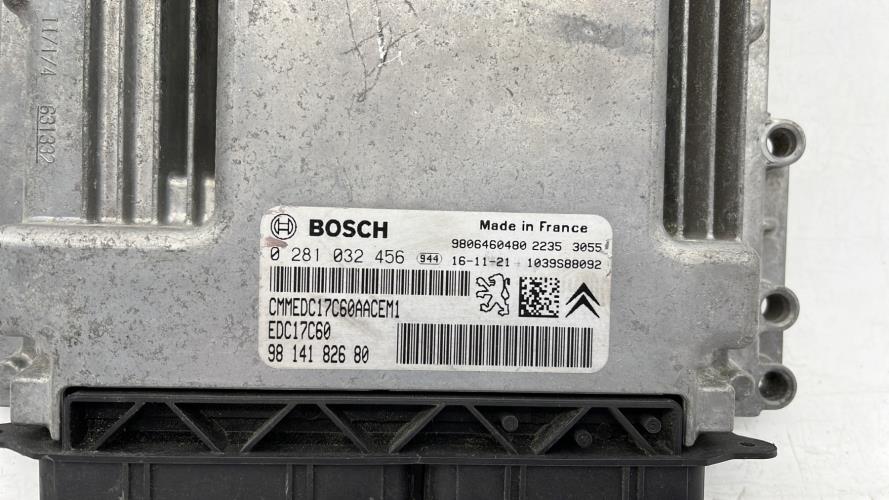 11/1/4
631332
BOSCH
Made in France
9806460480 2235 3055
0 281 032 456 944 16-11-21 1039S88092
CMMEDC17C60AACEM1
EDC17C60
98 141 826 80